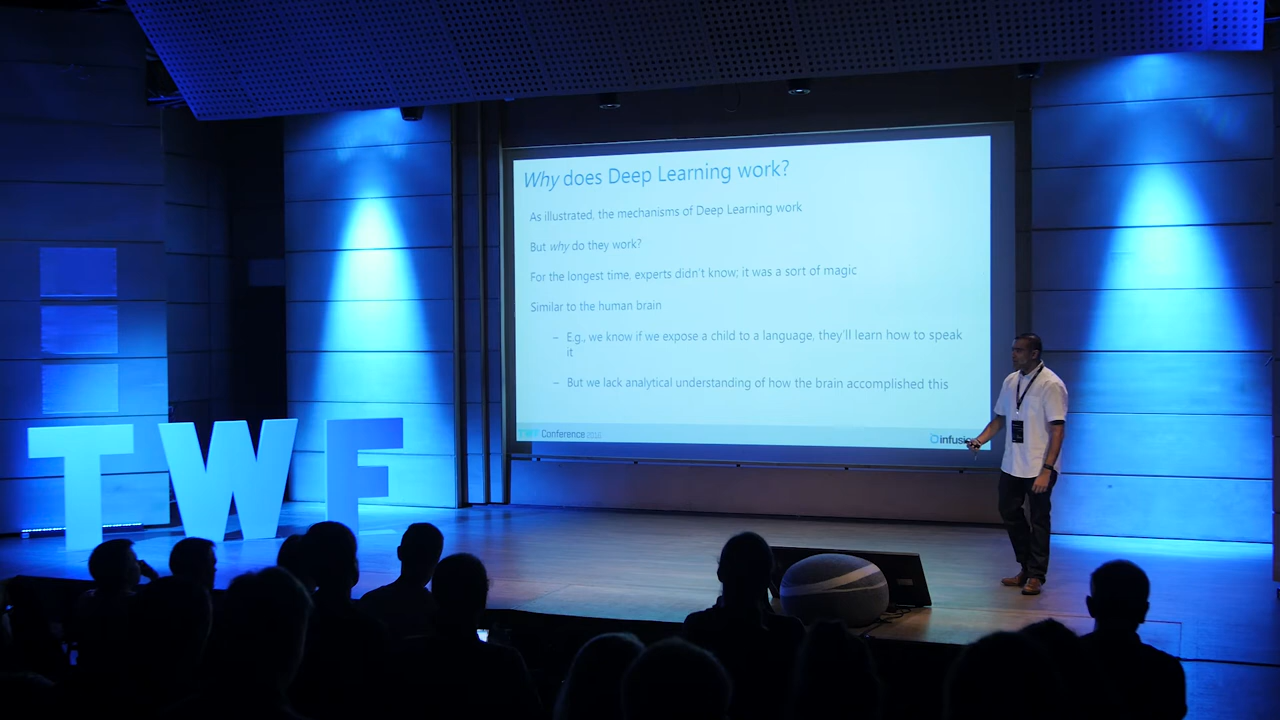 Why does Deep Learning work?
As illustrated, the mechanisms of Deep Learning work
But why do they work?
For the longest time, experts didn't know; it was a sort of magic
Similar to the human brain
– E.g., we know if we expose a child to a language, they'll learn how to speak
it
– But we lack analytical understanding of how the brain accomplished this
TWF Conference 2016
infusi
TWF